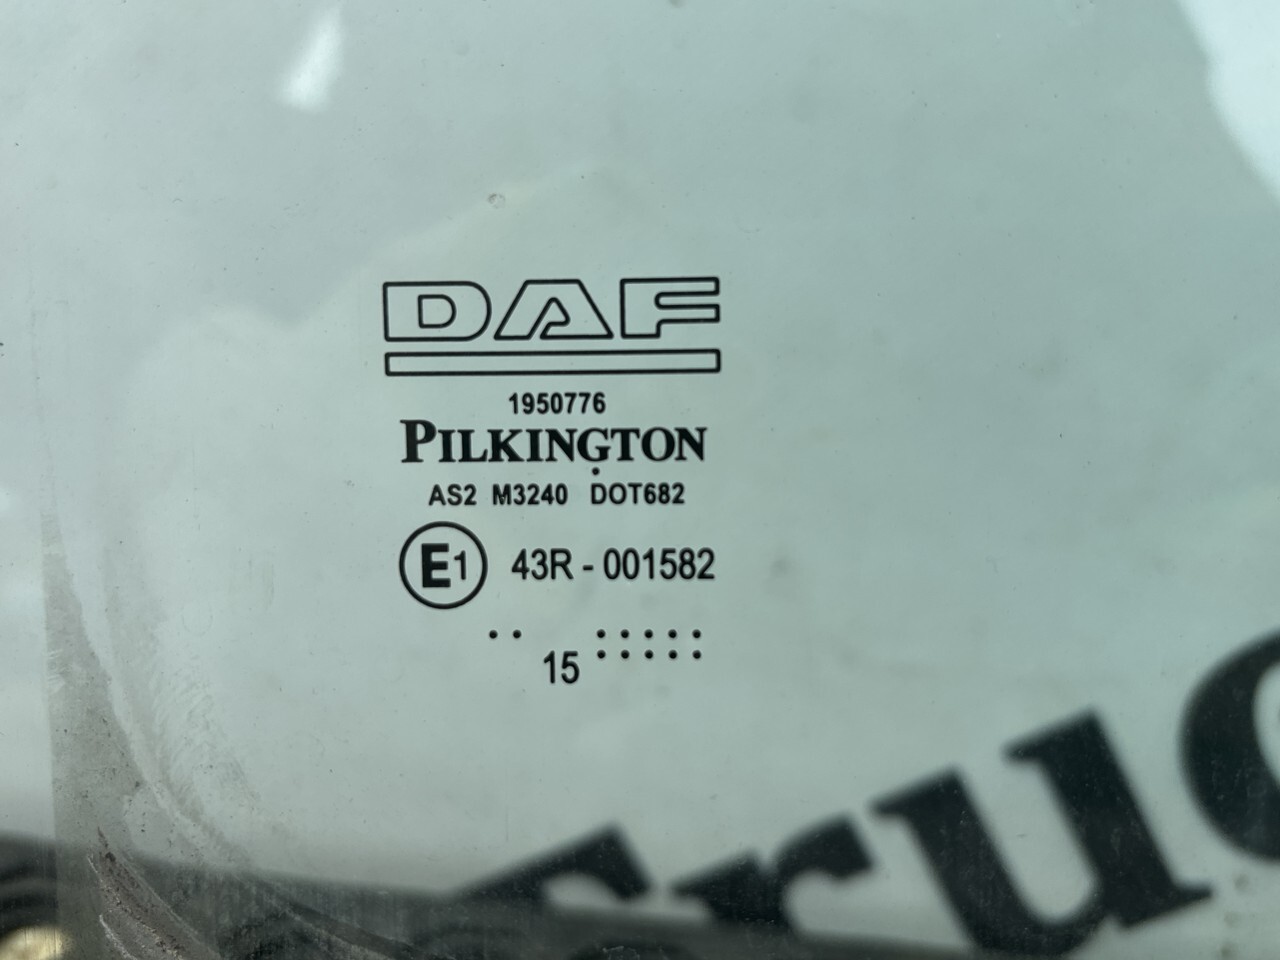 DAF
1950776
PILKINGTON
AS2 M3240 DOT682
E1 43R - 001582
.. 15 :::::